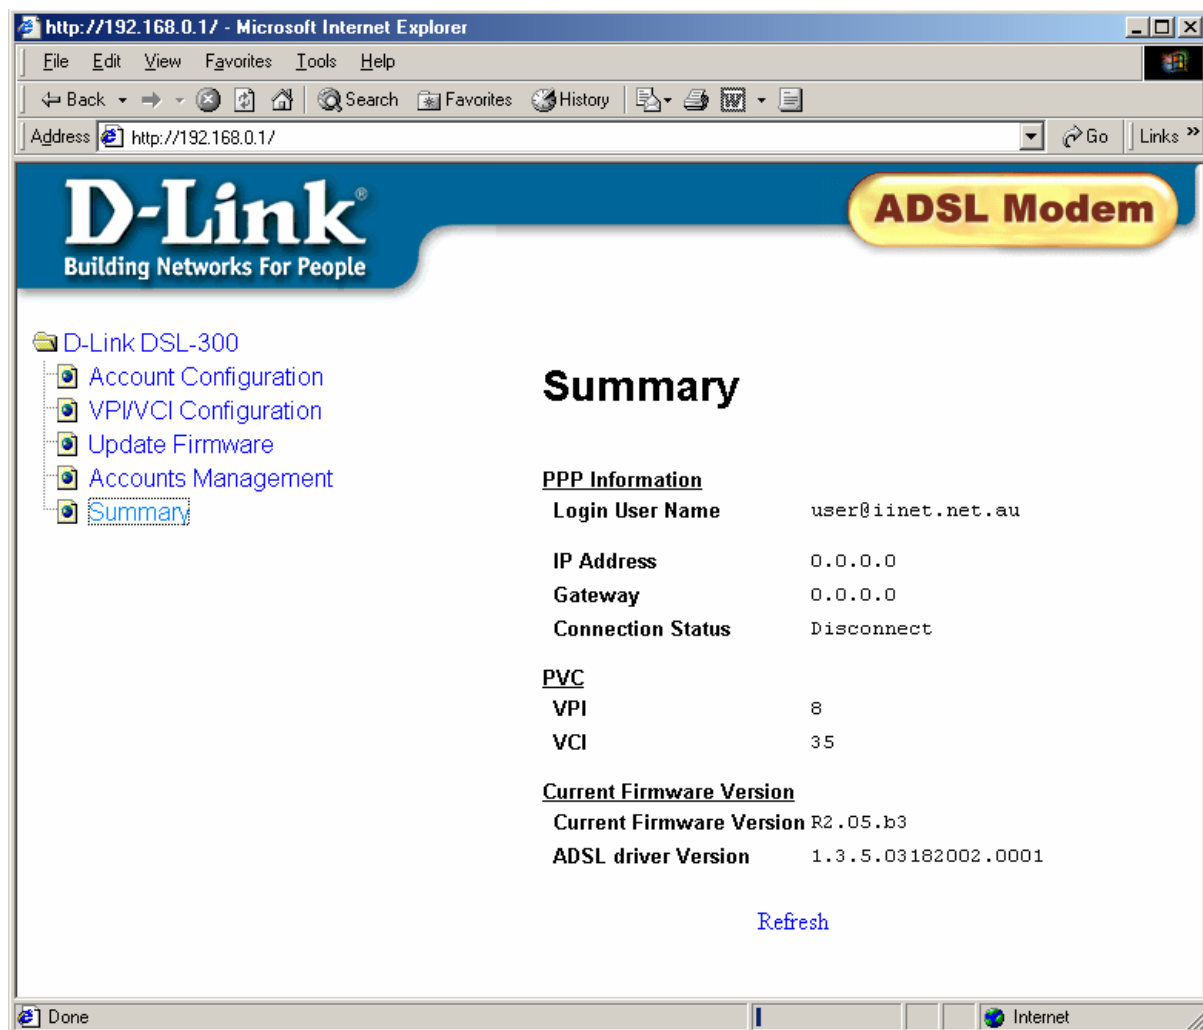 http://192.168.0.1/ - Microsoft Internet Explorer
File Edit View Favorites Tools Help
Back Search Favorites History
Address http://192.168.0.1/ Go Links »
D-Link®
Building Networks For People
ADSL Modem
D-Link DSL-300
Account Configuration
VPI/VCI Configuration
Update Firmware
Accounts Management
Summary
Summary
PPP Information
Login User Name user@iinet.net.au
IP Address 0.0.0.0
Gateway 0.0.0.0
Connection Status Disconnect
PVC
VPI 8
VCI 35
Current Firmware Version
Current Firmware Version R2.05.b3
ADSL driver Version 1.3.5.03182002.0001
Refresh
Done Internet